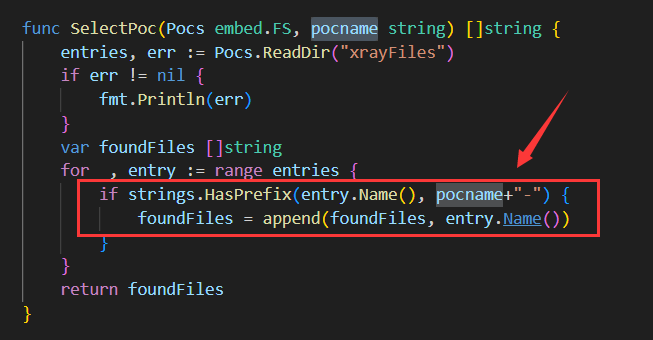 func SelectPoc(Pocs embed.FS, pocname string) []string {
    entries, err := Pocs.ReadDir("xrayFiles")
    if err != nil {
        fmt.Println(err)
    }
    var foundFiles []string
    for _, entry := range entries {
        if strings.HasPrefix(entry.Name(), pocname+"-") {
            foundFiles = append(foundFiles, entry.Name())
        }
    }
    return foundFiles
}